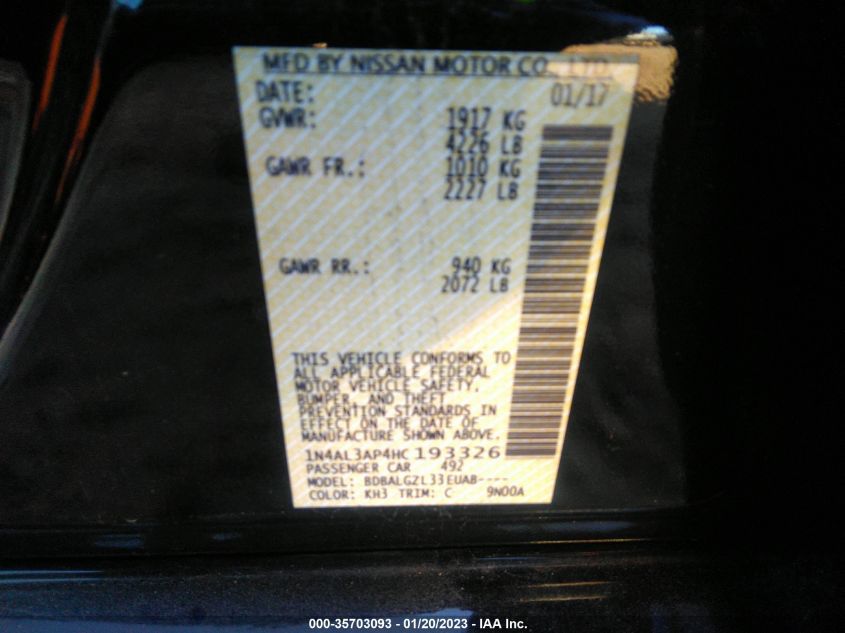 MFD BY NISSAN MOTOR CO., LTD.
DATE: 01/17
GVWR: 1917 KG
4226 LB
GAWR FR.: 1010 KG
2227 LB
GAWR RR.: 940 KG
2072 LB
THIS VEHICLE CONFORMS TO
ALL APPLICABLE FEDERAL
MOTOR VEHICLE SAFETY,
BUMPER, AND THEFT
PREVENTION STANDARDS IN
EFFECT ON THE DATE OF
MANUFACTURE SHOWN ABOVE.
1N4AL3AP4HC193326
PASSENGER CAR 492
MODEL: BDBALGZL33EUAB----
COLOR: KH3 TRIM: C 9N00A
000-35703093 - 01/20/2023 - IAA Inc.